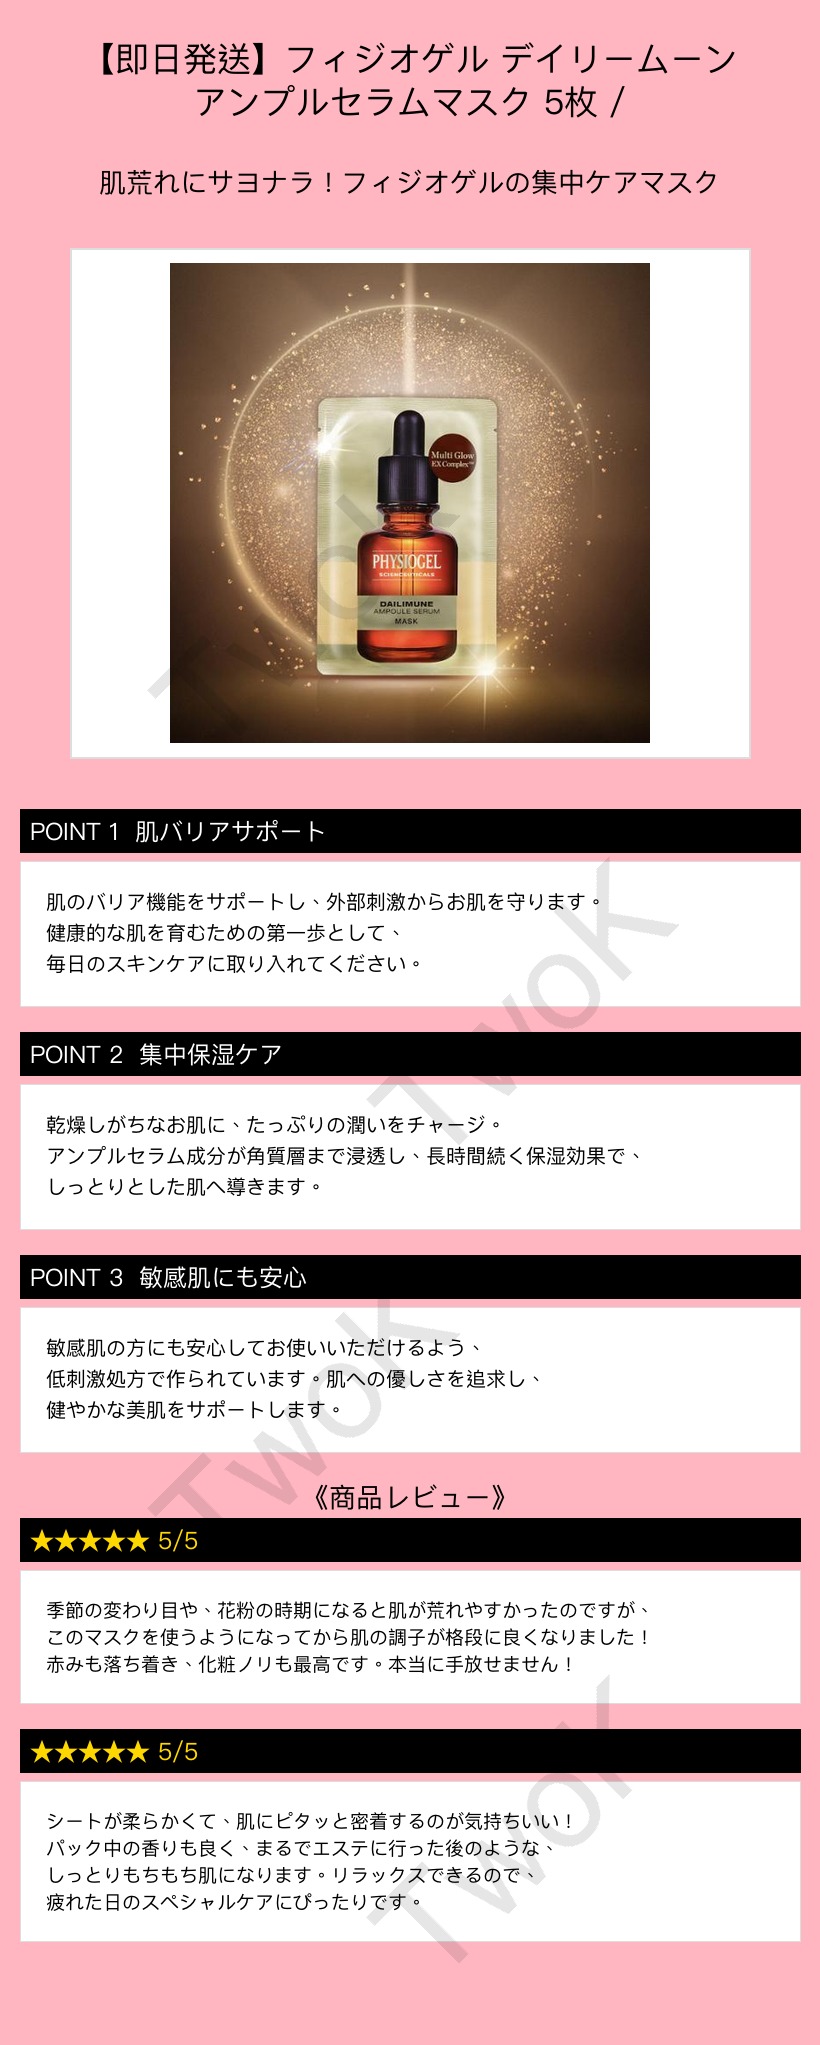 【即日発送】フィジオゲル デイリームーン
アンプルセラムマスク 5枚 /
肌荒れにサヨナラ！フィジオゲルの集中ケアマスク
Multi Glow
EX Complex™
PHYSIOGEL
SCIENCEUTICALS
DAILIMUNE
AMPOULE SERUM
MASK
POINT 1 肌バリアサポート
肌のバリア機能をサポートし、外部刺激からお肌を守ります。
健康的な肌を育むための第一歩として、
毎日のスキンケアに取り入れてください。
POINT 2 集中保湿ケア
乾燥しがちなお肌に、たっぷりの潤いをチャージ。
アンプルセラム成分が角質層まで浸透し、長時間続く保湿効果で、
しっとりとした肌へ導きます。
POINT 3 敏感肌にも安心
敏感肌の方にも安心してお使いいただけるよう、
低刺激処方で作られています。肌への優しさを追求し、
健やかな美肌をサポートします。
《商品レビュー》
★★★★★ 5/5
季節の変わり目や、花粉の時期になると肌が荒れやすかったのですが、
このマスクを使うようになってから肌の調子が格段に良くなりました！
赤みも落ち着き、化粧ノリも最高です。本当に手放せません！
★★★★★ 5/5
シートが柔らかくて、肌にピタッと密着するのが気持ちいい！
パック中の香りも良く、まるでエステに行った後のような、
しっとりもちもち肌になります。リラックスできるので、
疲れた日のスペシャルケアにぴったりです。
TwoK
TwoK
TwoK
TwoK